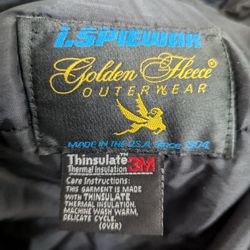 I.SPIEWAK
Golden Fleece
OUTERWEAR
MADE IN THE U.S.A. SINCE 1904
Thinsulate
Thermal Insulation 3M
Care Instructions:
THIS GARMENT IS MADE
WITH THINSULATE
THERMAL INSULATION.
MACHINE WASH WARM,
DELICATE CYCLE.
(OVER)